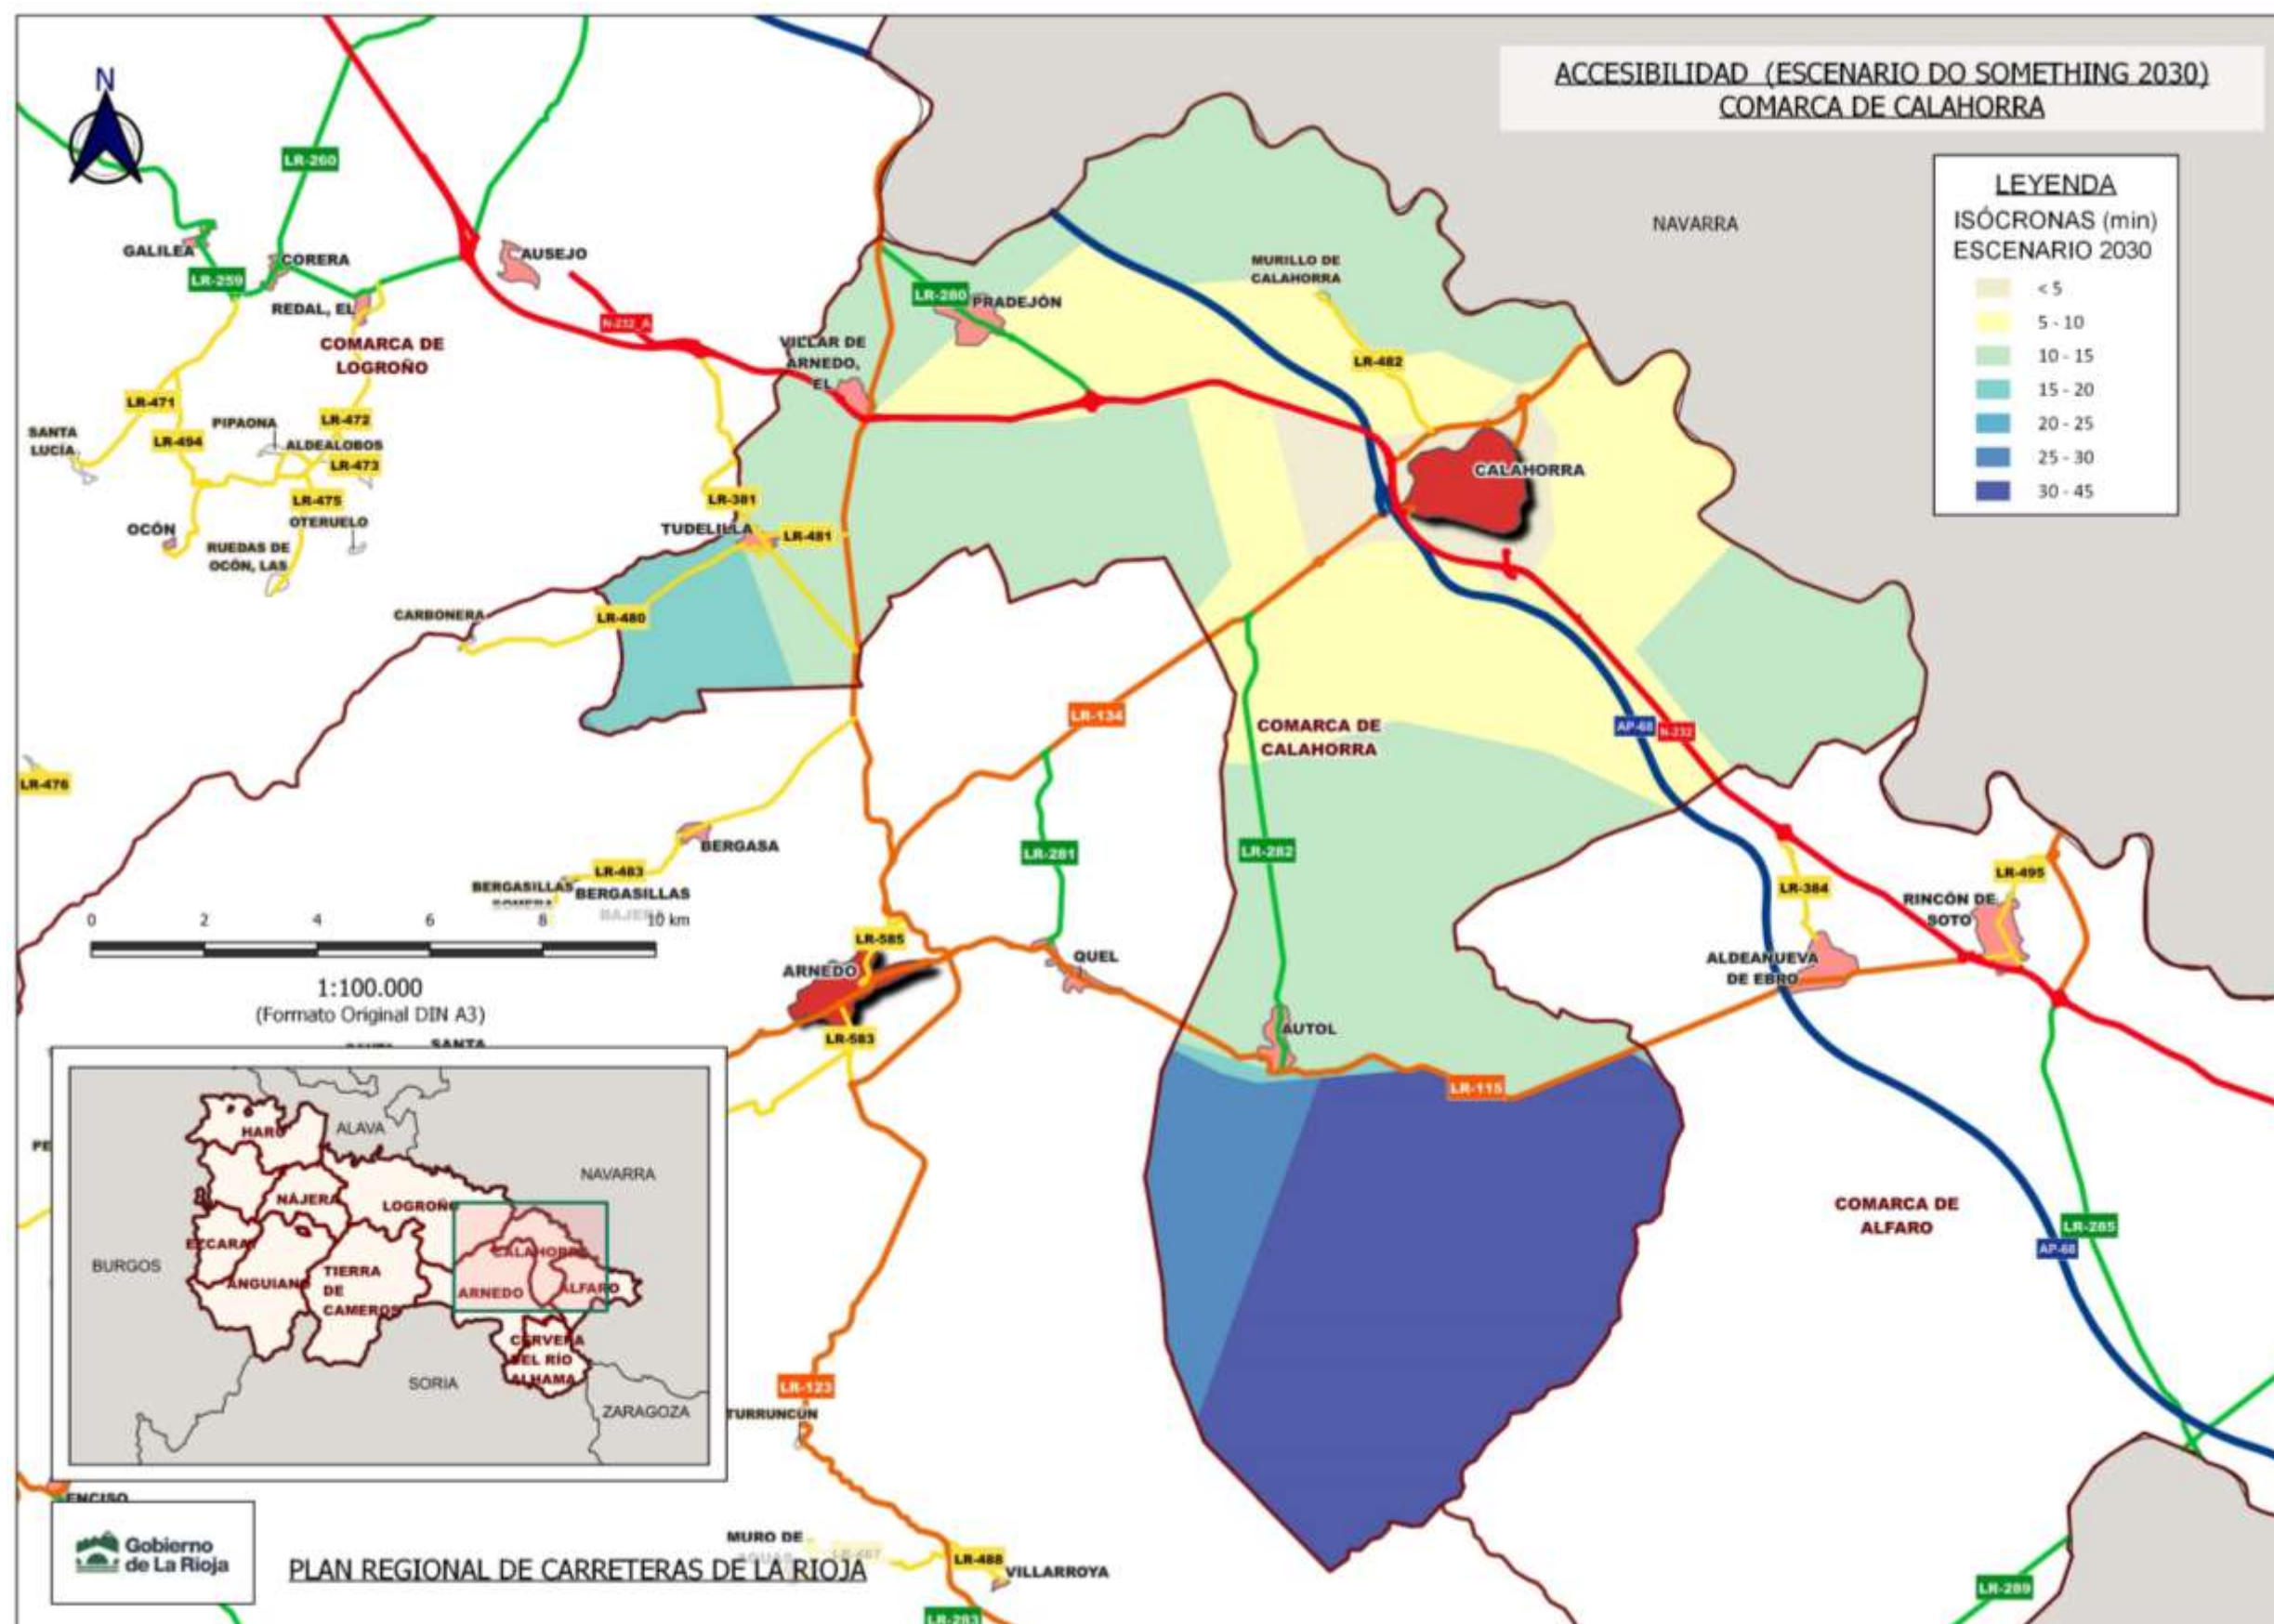 ACCESIBILIDAD (ESCENARIO DO SOMETHING 2030)
COMARCA DE CALAHORRA
LEYENDA
ISÓCRONAS (min)
ESCENARIO 2030
< 5
5 - 10
10 - 15
15 - 20
20 - 25
25 - 30
30 - 45
N
NAVARRA
LR-260
GALILEA
CORERA
LR-259
REDAL, EL
AUSEJO
N-232_A
COMARCA DE
LOGROÑO
LR-280
PRADEJÓN
MURILLO DE
CALAHORRA
VILLAR DE
ARNEDO,
EL
LR-482
LR-471
PIPAONA
LR-472
SANTA
LUCÍA
LR-494
ALDEALOBOS
LR-473
LR-475
OCÓN
OTERUELO
RUEDAS DE
OCÓN, LAS
LR-381
TUDELILLA
LR-481
CALAHORRA
CARBONERA
LR-480
LR-134
COMARCA DE
CALAHORRA
AP-68
N-232
LR-476
BERGASA
LR-281
LR-282
LR-483
BERGASILLAS
SOMERA
BERGASILLAS
BAJERA
LR-384
LR-495
RINCÓN DE
SOTO
0 2 4 6 8 10 km
LR-585
ARNEDO
QUEL
ALDEANUEVA
DE EBRO
1:100.000
(Formato Original DIN A3)
SANTA
LR-583
AUTOL
LR-115
PE
HARO
ALAVA
NAVARRA
NÁJERA
LOGROÑO
EZCARAY
CALAHORRA
BURGOS
ANGUIANO
TIERRA
DE
CAMEROS
ARNEDO
ALFARO
CERVERA
DEL RÍO
ALHAMA
SORIA
ZARAGOZA
COMARCA DE
ALFARO
LR-285
AP-68
LR-123
TURRUNCÚN
ENCISO
Gobierno
de La Rioja
PLAN REGIONAL DE CARRETERAS DE LA RIOJA
MURO DE
AGUAS
LR-488
VILLARROYA
LR-283
LR-289